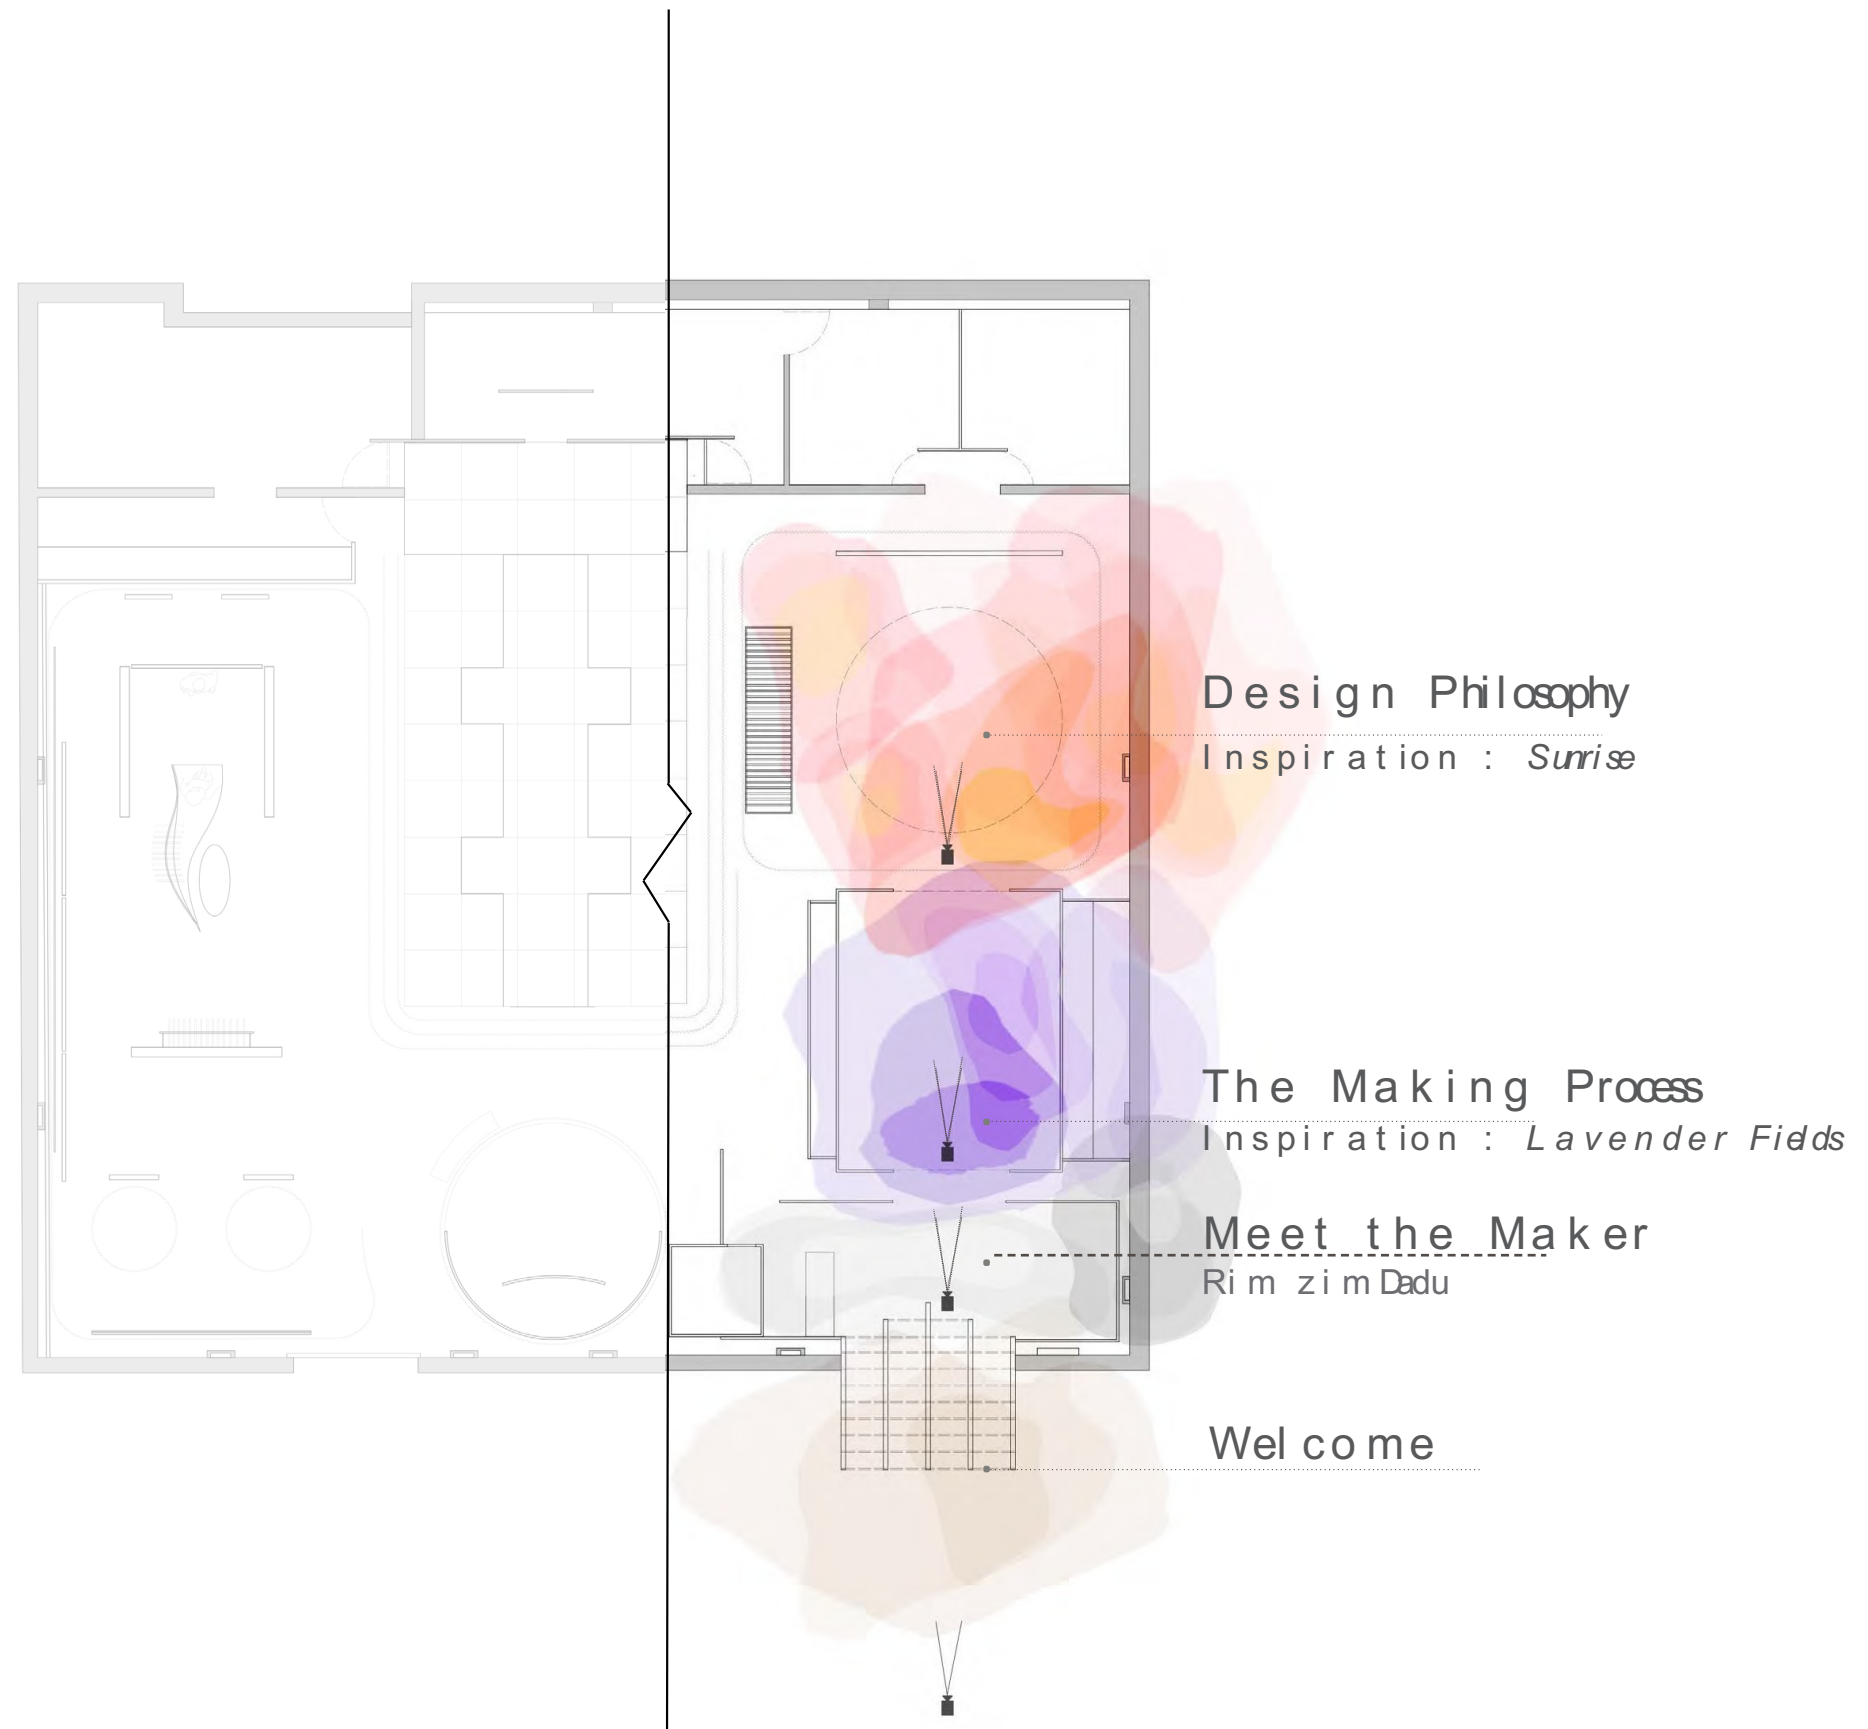 Design Philosophy
Inspiration : Sunrise
The Making Process
Inspiration : Lavender Fields
Meet the Maker
Rimzim Dadu
Welcome